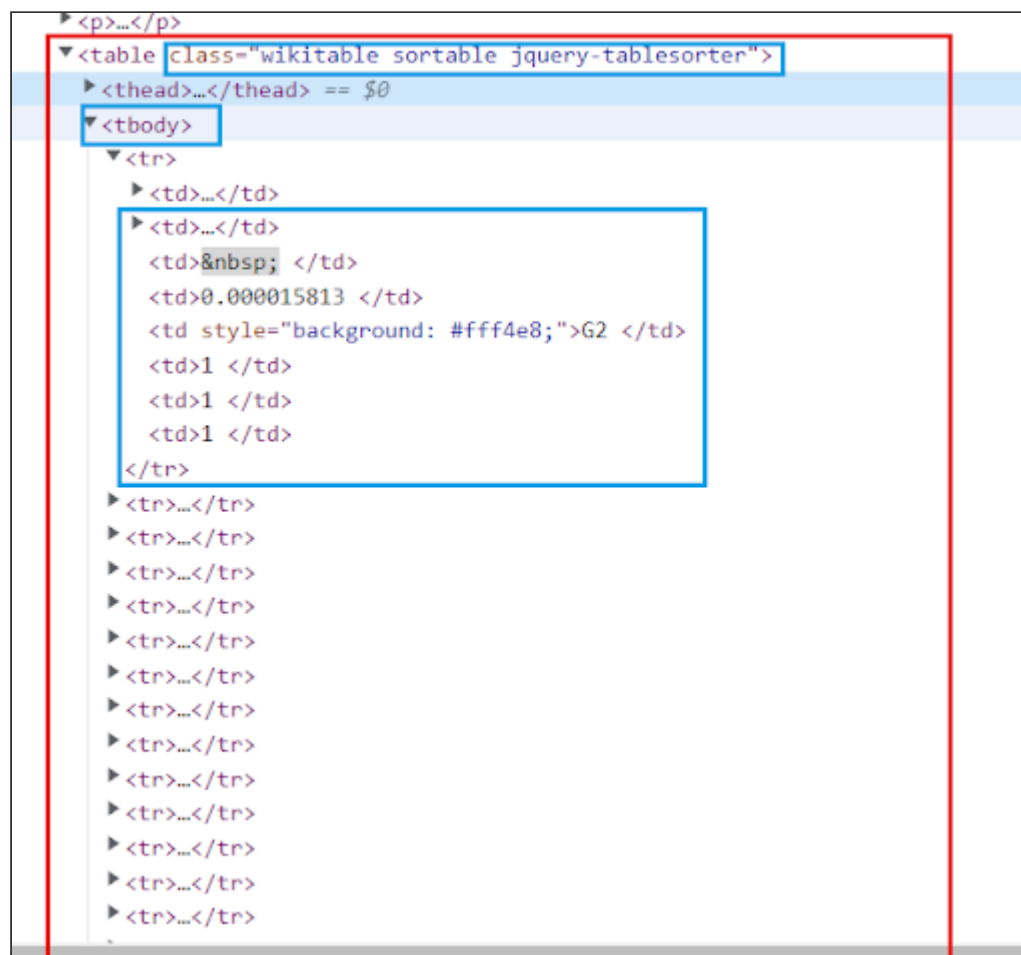 ▶<p>…</p>
▼<table class="wikitable sortable jquery-tablesorter">
▶<thead>…</thead> == $0
▼<tbody>
▼<tr>
▶<td>…</td>
▶<td>…</td>
<td>&nbsp; </td>
<td>0.000015813 </td>
<td style="background: #fff4e8;">G2 </td>
<td>1 </td>
<td>1 </td>
<td>1 </td>
</tr>
▶<tr>…</tr>
▶<tr>…</tr>
▶<tr>…</tr>
▶<tr>…</tr>
▶<tr>…</tr>
▶<tr>…</tr>
▶<tr>…</tr>
▶<tr>…</tr>
▶<tr>…</tr>
▶<tr>…</tr>
▶<tr>…</tr>
▶<tr>…</tr>
▶<tr>…</tr>